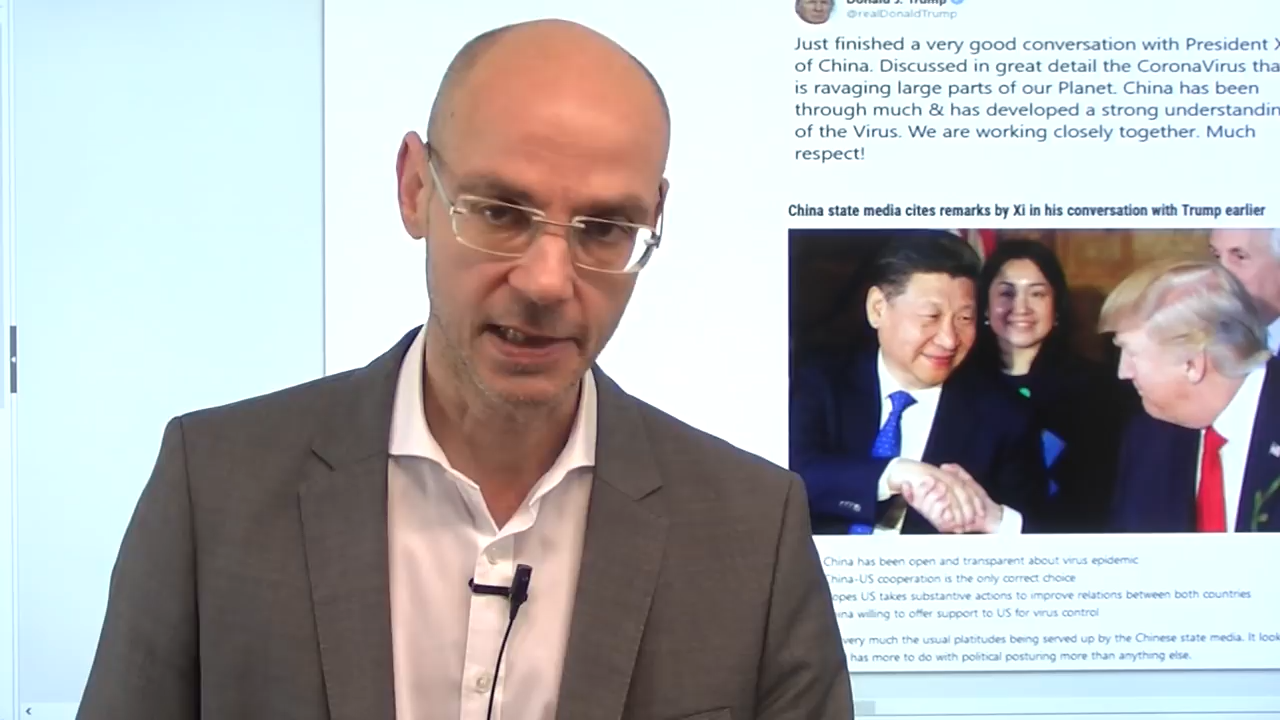 Donald J. Trump
@realDonaldTrump
Just finished a very good conversation with President X
of China. Discussed in great detail the CoronaVirus tha
is ravaging large parts of our Planet. China has been
through much & has developed a strong understandin
of the Virus. We are working closely together. Much
respect!
China state media cites remarks by Xi in his conversation with Trump earlier
China has been open and transparent about virus epidemic
China-US cooperation is the only correct choice
opes US takes substantive actions to improve relations between both countries
ina willing to offer support to US for virus control
very much the usual platitudes being served up by the Chinese state media. It look
has more to do with political posturing more than anything else.